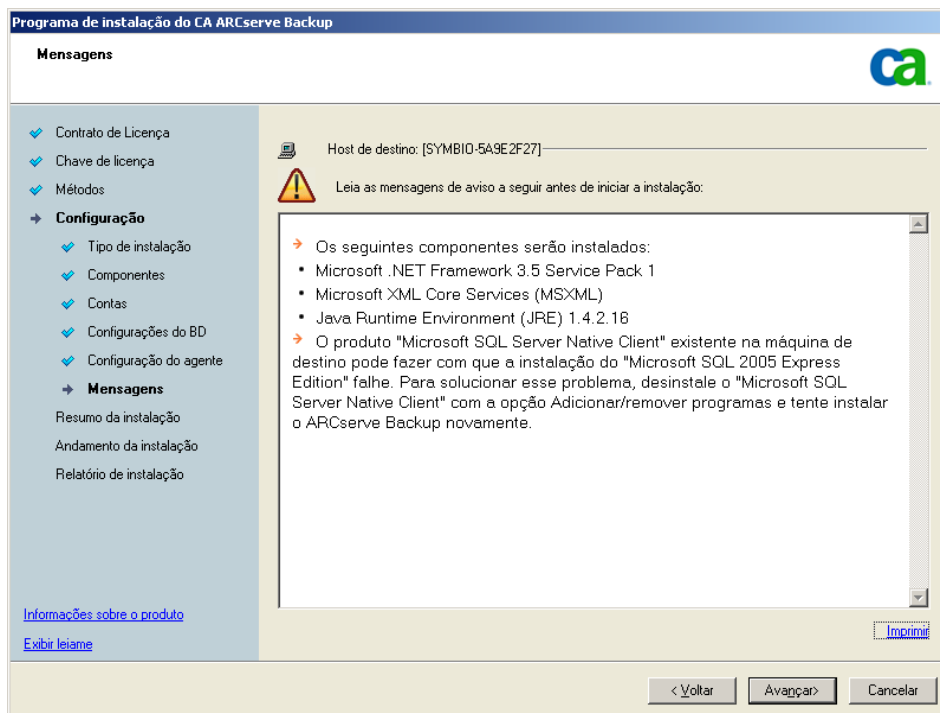 Programa de instalação do CA ARCserve Backup
Mensagens
ca
Contrato de Licença
Chave de licença
Métodos
Configuração
Tipo de instalação
Componentes
Contas
Configurações do BD
Configuração do agente
Mensagens
Resumo da instalação
Andamento da instalação
Relatório de instalação
Informações sobre o produto
Exibir leiame
Host de destino: [SYMBIO-5A9E2F27]
Leia as mensagens de aviso a seguir antes de iniciar a instalação:
Os seguintes componentes serão instalados:
• Microsoft .NET Framework 3.5 Service Pack 1
• Microsoft XML Core Services (MSXML)
• Java Runtime Environment (JRE) 1.4.2.16
O produto "Microsoft SQL Server Native Client" existente na máquina de
destino pode fazer com que a instalação do "Microsoft SQL 2005 Express
Edition" falhe. Para solucionar esse problema, desinstale o "Microsoft SQL
Server Native Client" com a opção Adicionar/remover programas e tente instalar
o ARCserve Backup novamente.
Imprimir
< Voltar
Avançar>
Cancelar